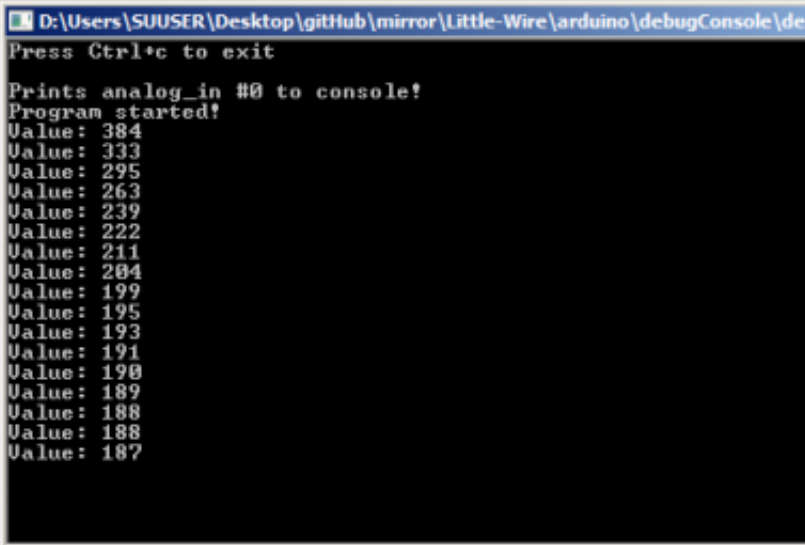 D:\Users\SUUSER\Desktop\gitHub\mirror\Little-Wire\arduino\debugConsole\de
Press Ctrl+c to exit
Prints analog_in #0 to console!
Program started!
Value: 384
Value: 333
Value: 295
Value: 263
Value: 239
Value: 222
Value: 211
Value: 204
Value: 199
Value: 195
Value: 193
Value: 191
Value: 190
Value: 189
Value: 188
Value: 188
Value: 187